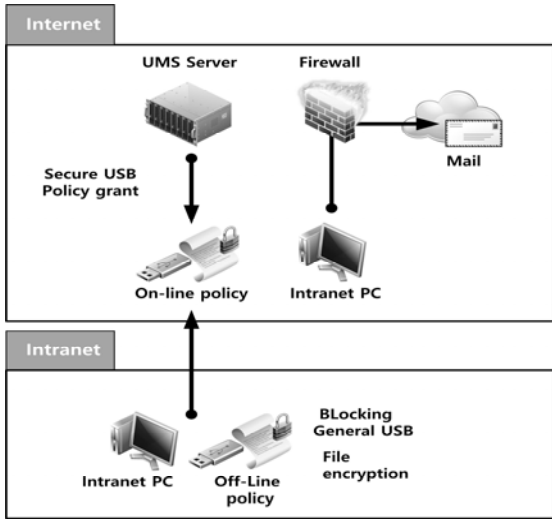 Internet
UMS Server
Firewall
Mail
Secure USB
Policy grant
On-line policy
Intranet PC
Intranet
BLocking
General USB
File
encryption
Intranet PC
Off-Line
policy